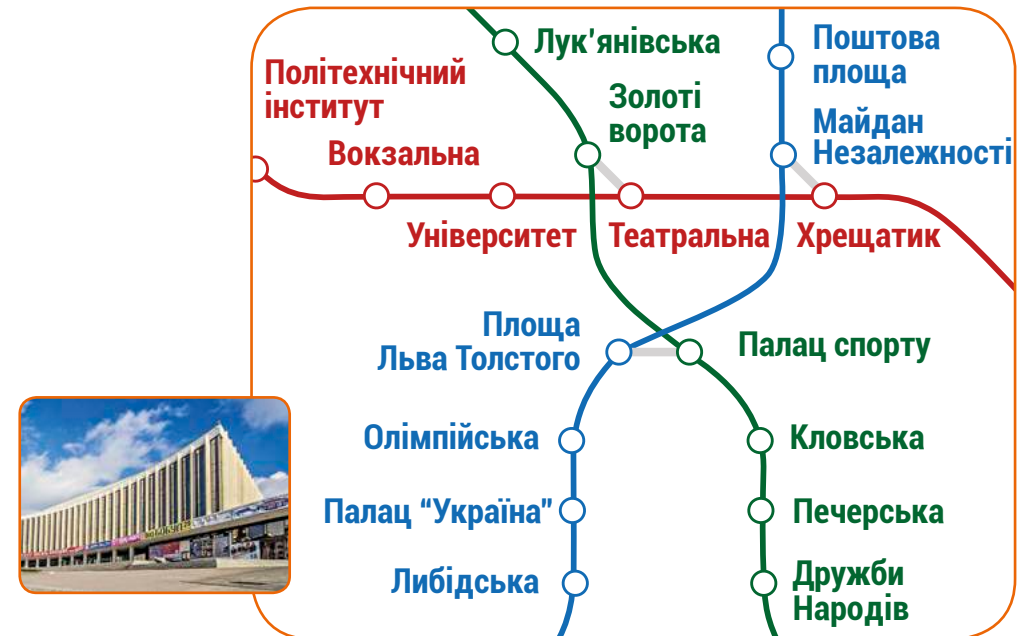 Лук’янівська
Поштова
площа
Політехнічний
інститут
Золоті
ворота
Майдан
Незалежності
Вокзальна
Університет
Театральна
Хрещатик
Площа
Льва Толстого
Палац спорту
Олімпійська
Кловська
Палац “Україна”
Печерська
Либідська
Дружби
Народів